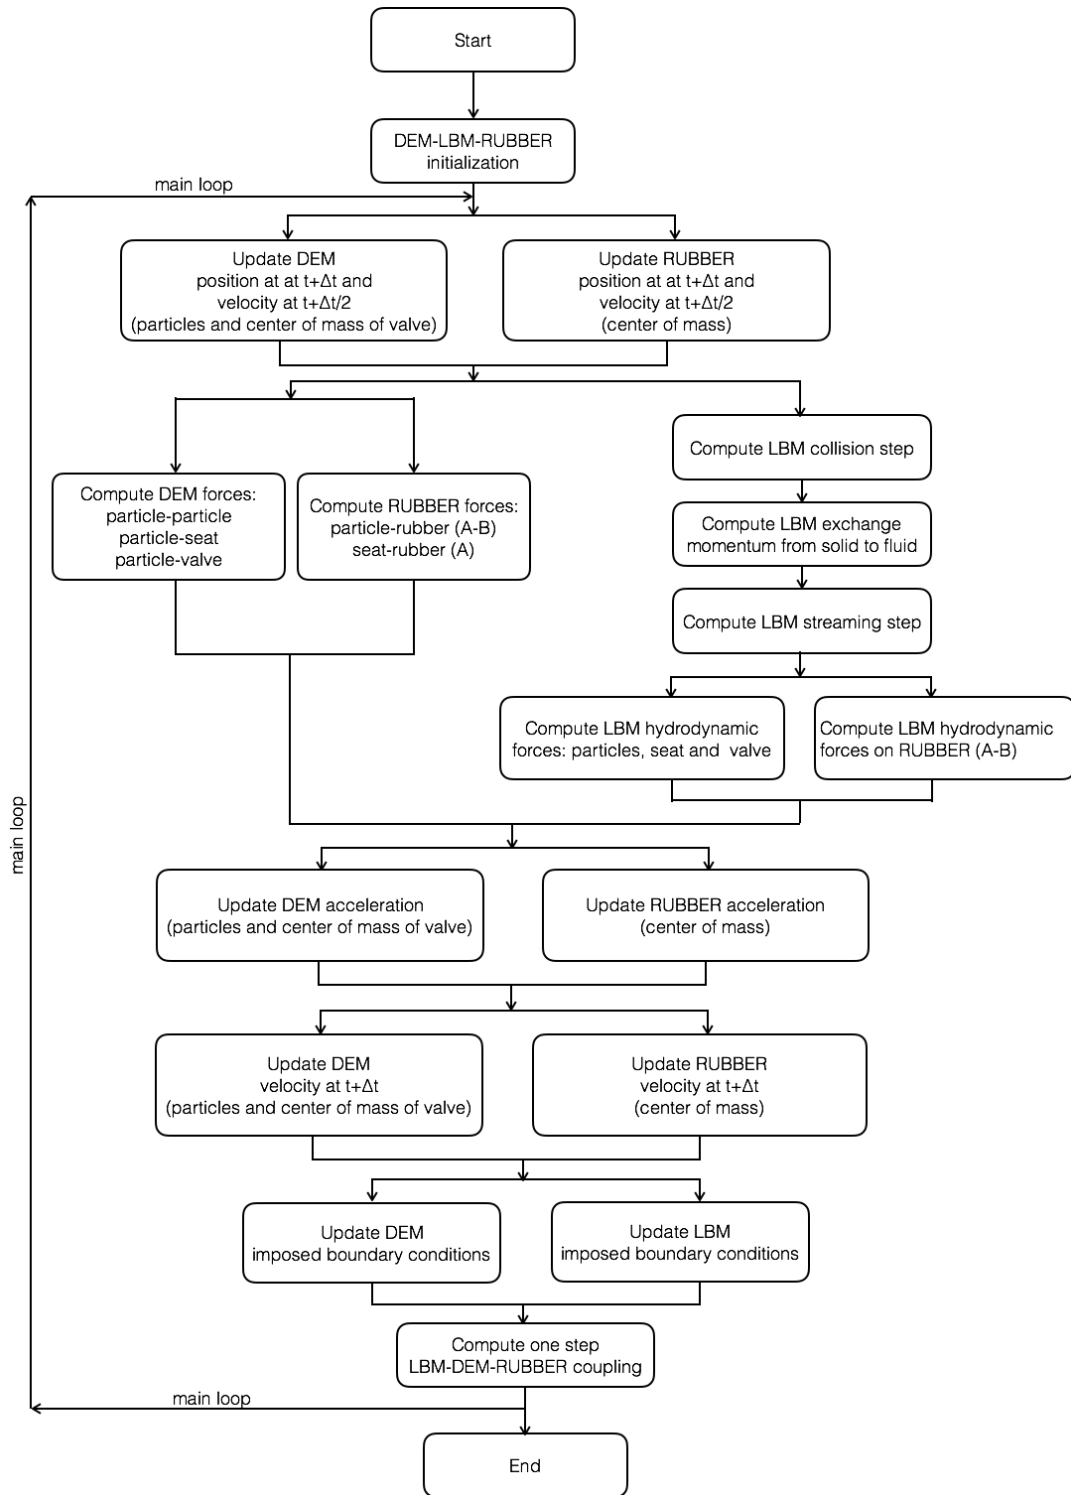 Start
DEM-LBM-RUBBER
initialization
main loop
Update DEM
position at at t+Δt and
velocity at t+Δt/2
(particles and center of mass of valve)
Update RUBBER
position at at t+Δt and
velocity at t+Δt/2
(center of mass)
Compute DEM forces:
particle-particle
particle-seat
particle-valve
Compute RUBBER forces:
particle-rubber (A-B)
seat-rubber (A)
Compute LBM collision step
Compute LBM exchange
momentum from solid to fluid
Compute LBM streaming step
Compute LBM hydrodynamic
forces: particles, seat and valve
Compute LBM hydrodynamic
forces on RUBBER (A-B)
main loop
Update DEM acceleration
(particles and center of mass of valve)
Update RUBBER acceleration
(center of mass)
Update DEM
velocity at t+Δt
(particles and center of mass of valve)
Update RUBBER
velocity at t+Δt
(center of mass)
Update DEM
imposed boundary conditions
Update LBM
imposed boundary conditions
Compute one step
LBM-DEM-RUBBER coupling
main loop
End